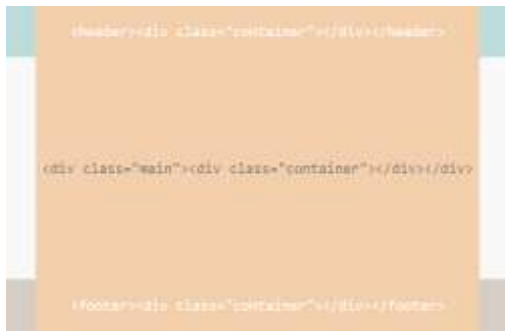 <header><div class="container"></div></header>
<div class="main"><div class="container"></div></div>
<footer><div class="container"></div></footer>